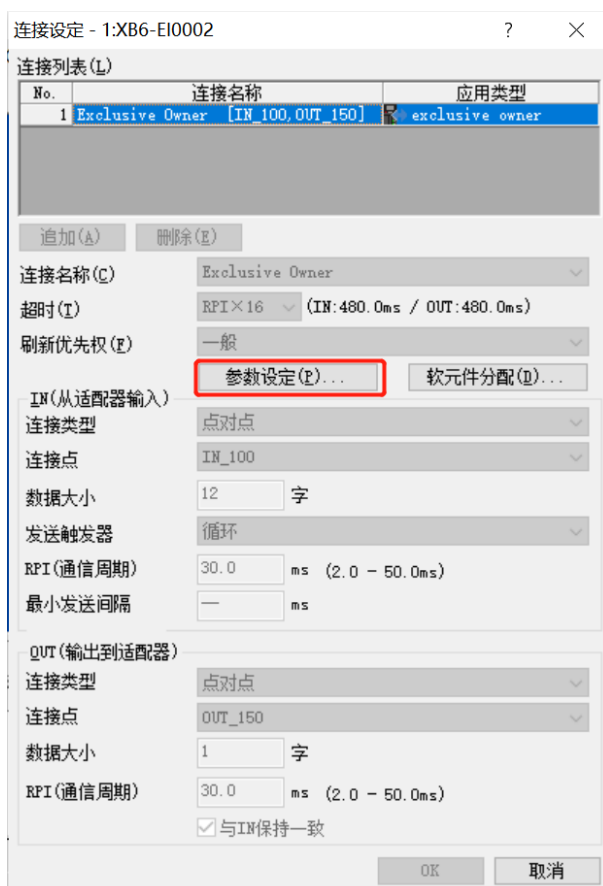 连接设定 - 1:XB6-EI0002 ?
连接列表(L)
No. 连接名称 应用类型
1 Exclusive Owner [IN_100,OUT_150] exclusive owner
追加(A) 删除(E)
连接名称(C) Exclusive Owner
超时(T) RPI×16 (IN:480.0ms / OUT:480.0ms)
刷新优先权(F) 一般
参数设定(P)... 软元件分配(D)...
IN(从适配器输入)
连接类型 点对点
连接点 IN_100
数据大小 12 字
发送触发器 循环
RPI(通信周期) 30.0 ms (2.0 - 50.0ms)
最小发送间隔 — ms
OUT(输出到适配器)
连接类型 点对点
连接点 OUT_150
数据大小 1 字
RPI(通信周期) 30.0 ms (2.0 - 50.0ms)
与IN保持一致
OK 取消